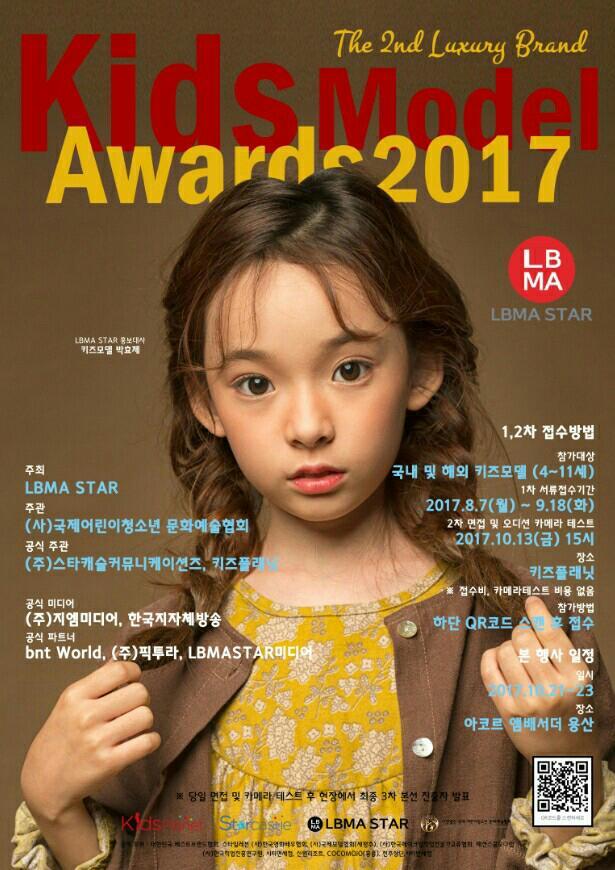 The 2nd Luxury Brand
Kids Model
Awards2017
LB
MA
LBMA STAR
LBMA STAR 홍보대사
키즈모델 박효제
1,2차 접수방법
참가대상
국내 및 해외 키즈모델 (4~11세)
1차 서류접수기간
2017.8.7(월) ~ 9.18(화)
2차 면접 및 오디션 카메라 테스트
2017.10.13(금) 15시
장소
키즈플래닛
※ 접수비, 카메라테스트 비용 없음
참가방법
하단 QR코드 스캔 후 접수
본 행사 일정
일시
2017.10.21~23
장소
아코르 앰배서더 용산
주최
LBMA STAR
주관
(사)국제어린이청소년 문화예술협회
공식 주관
(주)스타캐슬커뮤니케이션즈, 키즈플래닛
공식 미디어
(주)지엠미디어, 한국지자체방송
공식 파트너
bnt World, (주)픽투라, LBMASTAR미디어
※ 당일 면접 및 카메라 테스트 후 현장에서 최종 3차 본선 진출자 발표
Kidsplanet Starcastle LB MA LBMA STAR